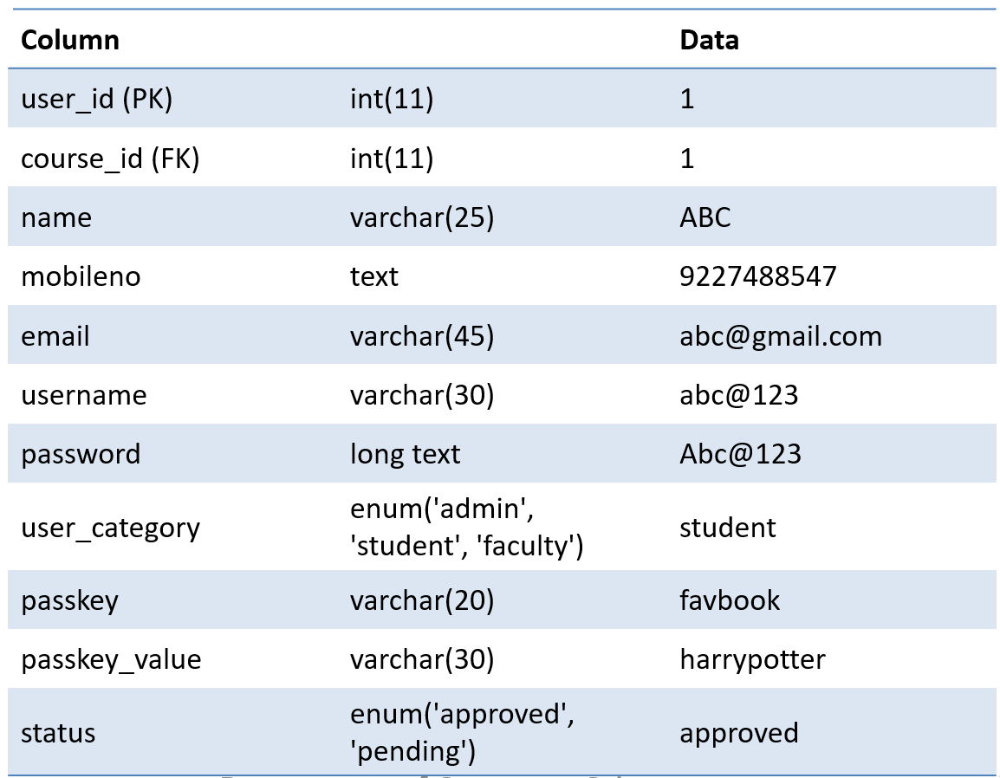 Column Data
user_id (PK) int(11) 1
course_id (FK) int(11) 1
name varchar(25) ABC
mobileno text 9227488547
email varchar(45) abc@gmail.com
username varchar(30) abc@123
password long text Abc@123
user_category enum('admin', 'student', 'faculty') student
passkey varchar(20) favbook
passkey_value varchar(30) harrypotter
status enum('approved', 'pending') approved